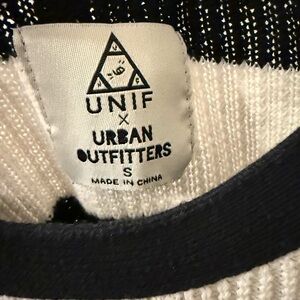 UNIF
×
URBAN
OUTFITTERS
S
MADE IN CHINA